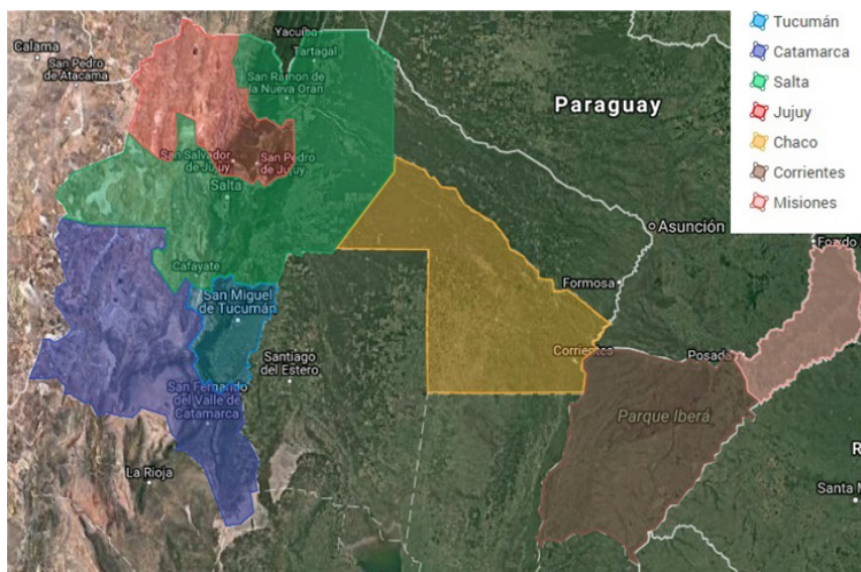 Calama
San Pedro
de Atacama
Yacuiba
Tartagal
San Ramon de
la Nueva Orán
San Salvador
de Jujuy
San Pedro
de Jujuy
Salta
Cafayate
San Miguel
de Tucumán
Santiago
del Estero
San Fernando
del Valle de
Catamarca
La Rioja
Paraguay
Asunción
Formosa
Corrientes
Posada
Parque Iberá
Santa M
R
Tucumán
Catamarca
Salta
Jujuy
Chaco
Corrientes
Misiones